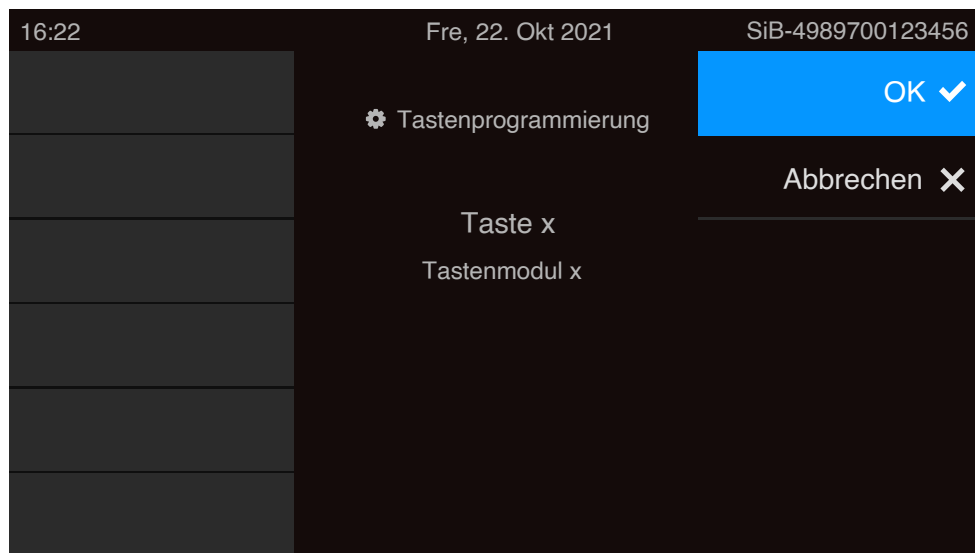 16:22 Fre, 22. Okt 2021 SiB-4989700123456
OK
Tastenprogrammierung
Abbrechen
Taste x
Tastenmodul x